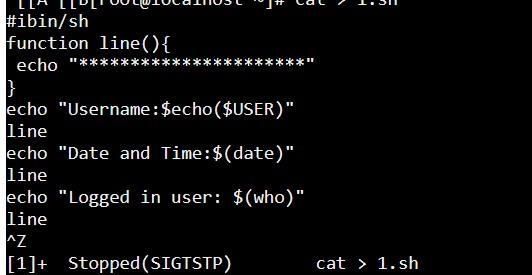 [[A [[B[root@localhost ~]# cat > 1.sh
#ibin/sh
function line(){
 echo "**********************"
}
echo "Username:$echo($USER)"
line
echo "Date and Time:$(date)"
line
echo "Logged in user: $(who)"
line
^Z
[1]+  Stopped(SIGTSTP)        cat > 1.sh